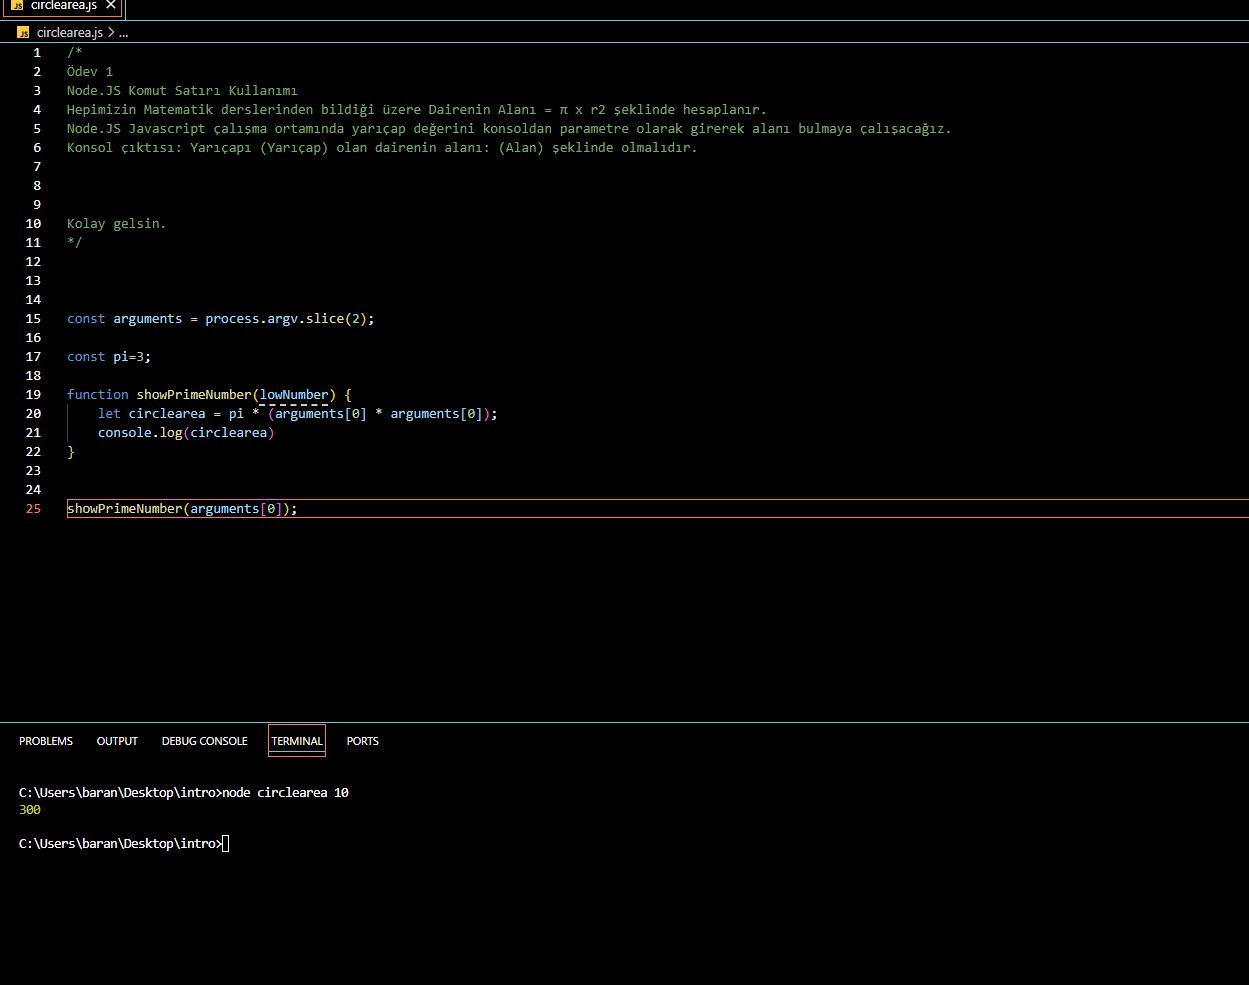 JS circlearea.js ×
JS circlearea.js > ...
1 /*
2 Ödev 1
3 Node.JS Komut Satırı Kullanımı
4 Hepimizin Matematik derslerinden bildiği üzere Dairenin Alanı = π x r2 şeklinde hesaplanır.
5 Node.JS Javascript çalışma ortamında yarıçap değerini konsoldan parametre olarak girerek alanı bulmaya çalışacağız.
6 Konsol çıktısı: Yarıçapı (Yarıçap) olan dairenin alanı: (Alan) şeklinde olmalıdır.
7
8
9
10 Kolay gelsin.
11 */
12
13
14
15 const arguments = process.argv.slice(2);
16
17 const pi=3;
18
19 function showPrimeNumber(lowNumber) {
20 let circlearea = pi * (arguments[0] * arguments[0]);
21 console.log(circlearea)
22 }
23
24
25 showPrimeNumber(arguments[0]);
PROBLEMS OUTPUT DEBUG CONSOLE TERMINAL PORTS
C:\Users\baran\Desktop\intro>node circlearea 10
300
C:\Users\baran\Desktop\intro>